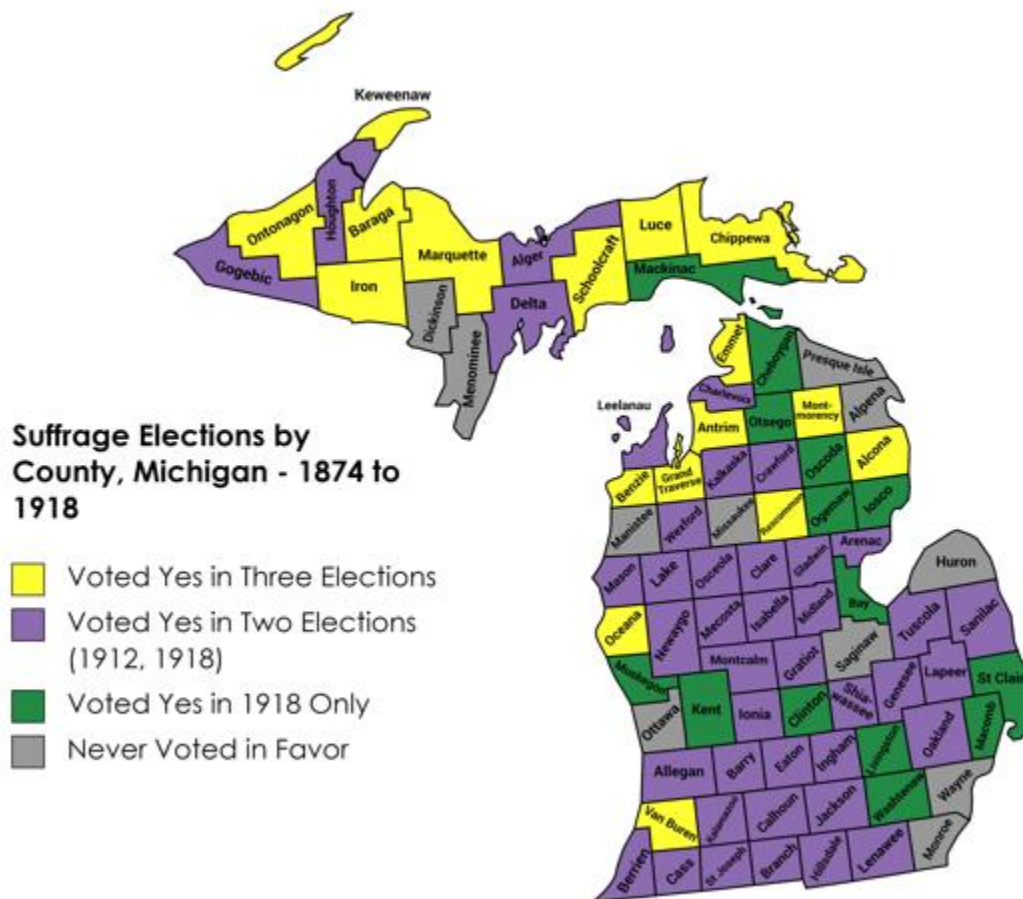 Keweenaw
Ontonagon
Houghton
Baraga
Marquette
Alger
Schoolcraft
Luce
Chippewa
Mackinac
Gogebic
Iron
Dickinson
Delta
Menominee
Emmet
Cheboygan
Presque Isle
Charlevoix
Leelanau
Antrim
Otsego
Mont-
morency
Alpena
Suffrage Elections by
County, Michigan - 1874 to
1918
Voted Yes in Three Elections
Voted Yes in Two Elections
(1912, 1918)
Voted Yes in 1918 Only
Never Voted in Favor
Benzie
Grand
Traverse
Kalkaska
Crawford
Oscoda
Alcona
Manistee
Wexford
Missaukee
Roscommon
Ogemaw
Iosco
Mason
Lake
Osceola
Clare
Gladwin
Arenac
Huron
Oceana
Newaygo
Mecosta
Isabella
Midland
Bay
Tuscola
Sanilac
Muskegon
Montcalm
Gratiot
Saginaw
Genesee
Lapeer
St Clair
Ottawa
Kent
Ionia
Clinton
Shia-
wassee
Livingston
Oakland
Macomb
Allegan
Barry
Eaton
Ingham
Washtenaw
Wayne
Van Buren
Kalamazoo
Calhoun
Jackson
Monroe
Berrien
Cass
St Joseph
Branch
Hillsdale
Lenawee